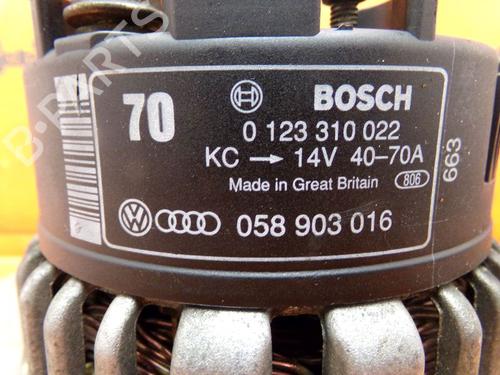 70
BOSCH
0 123 310 022
KC → 14V 40-70A
Made in Great Britain 806
663
058 903 016
B-PARTS